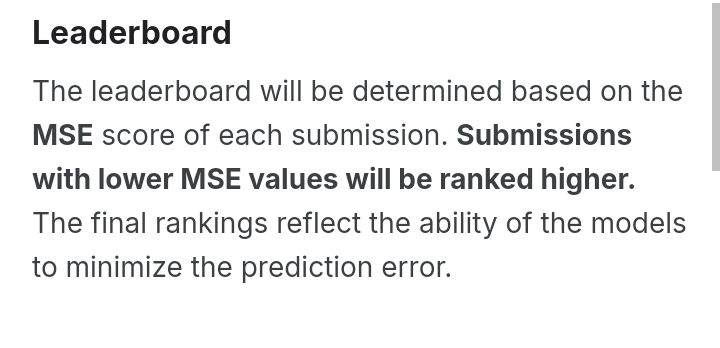 Leaderboard
The leaderboard will be determined based on the
MSE score of each submission. Submissions
with lower MSE values will be ranked higher.
The final rankings reflect the ability of the models
to minimize the prediction error.